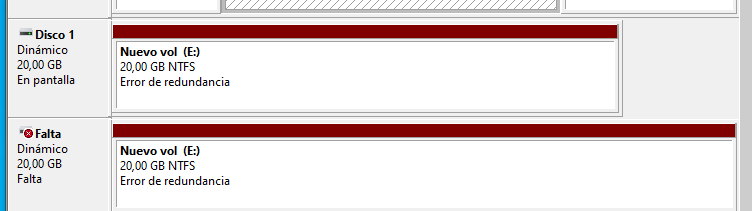 Disco 1
Dinámico
20,00 GB
En pantalla
Nuevo vol (E:)
20,00 GB NTFS
Error de redundancia
Falta
Dinámico
20,00 GB
Falta
Nuevo vol (E:)
20,00 GB NTFS
Error de redundancia